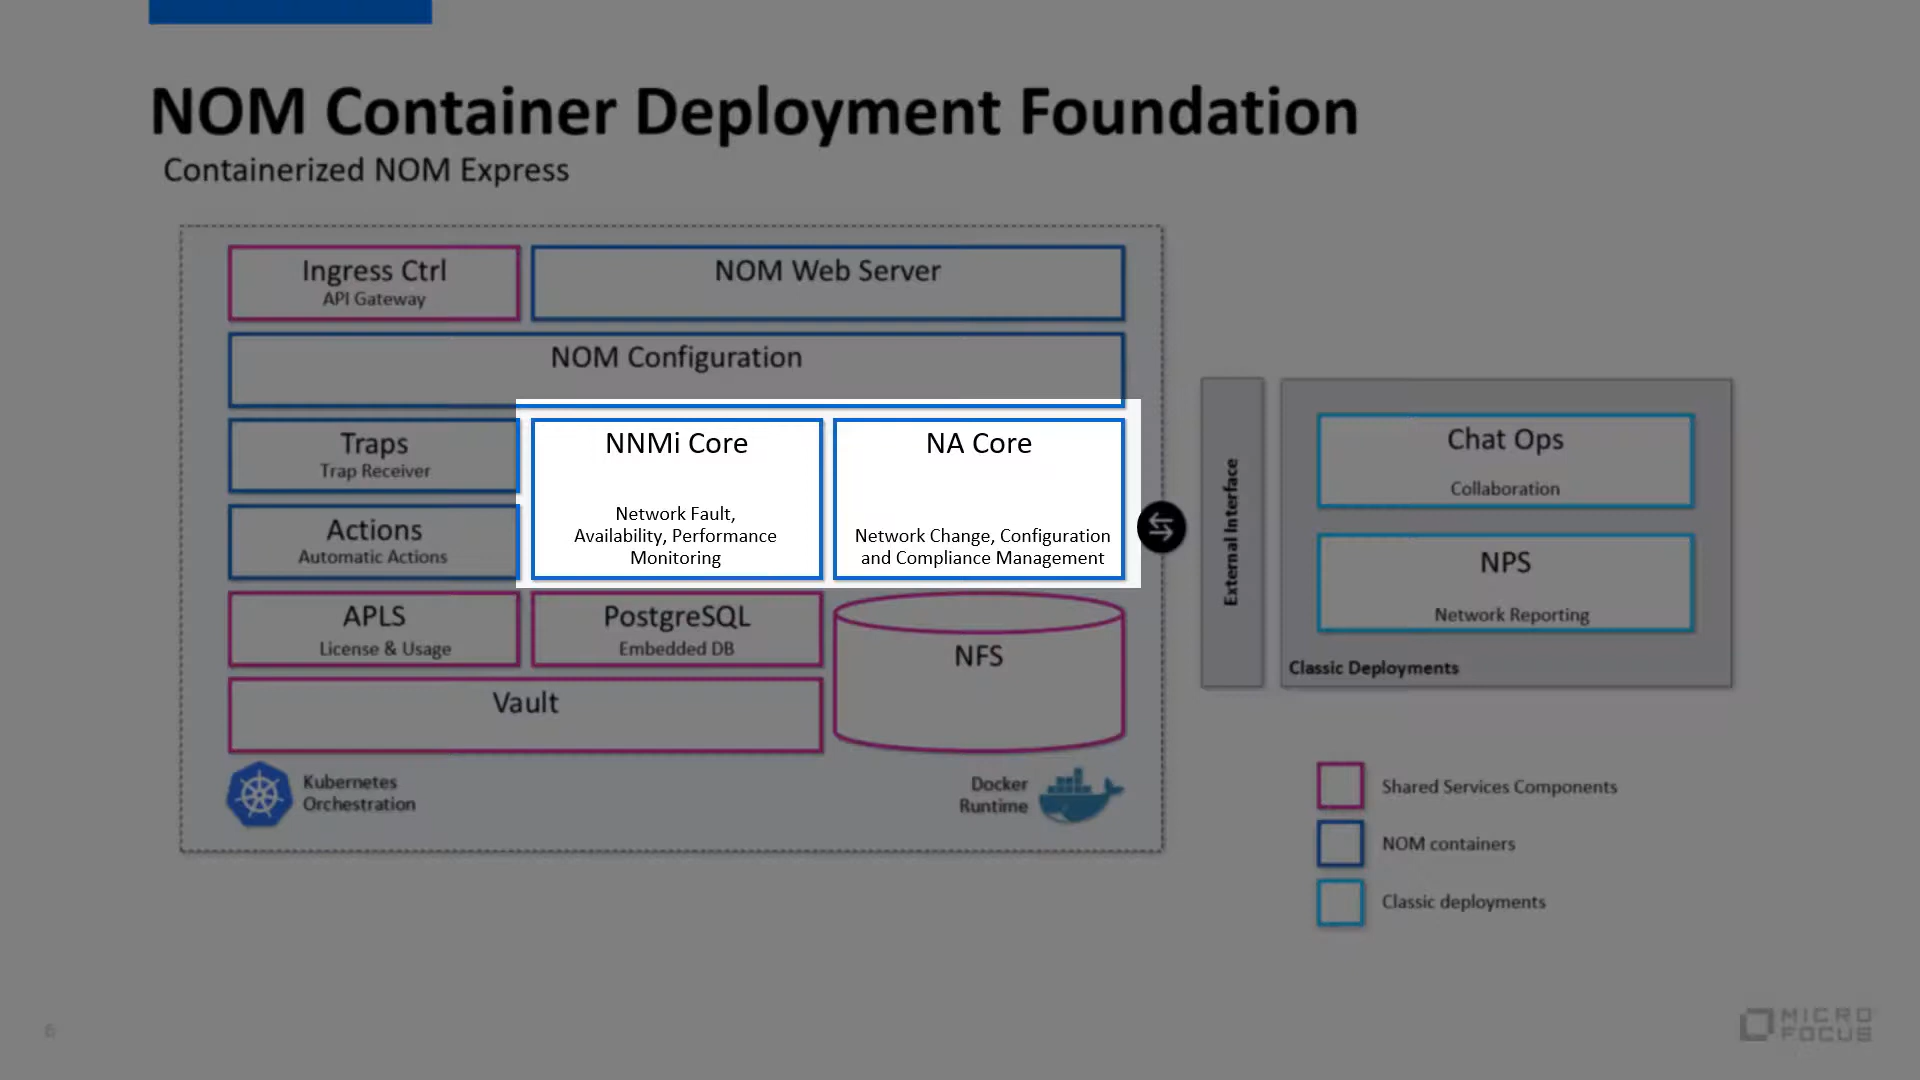 NOM Container Deployment Foundation
Containerized NOM Express
Ingress Ctrl
API Gateway
NOM Web Server
NOM Configuration
Traps
Trap Receiver
NNMi Core
Network Fault,
Availability, Performance
Monitoring
NA Core
Network Change, Configuration
and Compliance Management
Actions
Automatic Actions
APLS
License & Usage
PostgreSQL
Embedded DB
NFS
Vault
Kubernetes
Orchestration
Docker
Runtime
External Interface
Chat Ops
Collaboration
NPS
Network Reporting
Classic Deployments
Shared Services Components
NOM containers
Classic deployments
6
MICRO
FOCUS